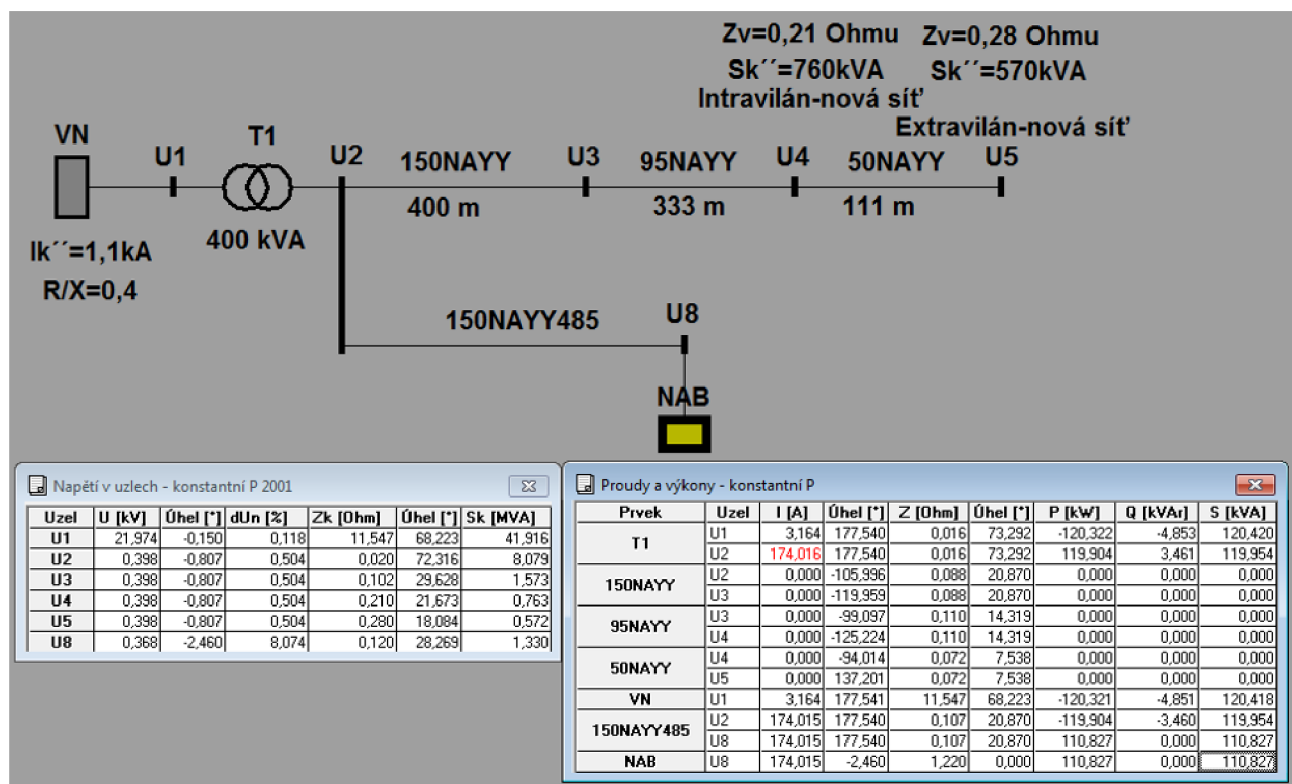 Zv=0,21 Ohmu Zv=0,28 Ohmu
Sk´´=760kVA Sk´´=570kVA
Intravilán-nová síť
Extravilán-nová síť
VN U1 T1 U2 150NAYY U3 95NAYY U4 50NAYY U5
400 m 333 m 111 m
Ik´´=1,1kA 400 kVA
R/X=0,4
150NAYY485 U8
NAB
Napětí v uzlech - konstantní P 2001
Uzel U [kV] Úhel [°] dUn [%] Zk [Ohm] Úhel [°] Sk [MVA]
U1 21,974 -0,150 0,118 11,547 68,223 41,916
U2 0,398 -0,807 0,504 0,020 72,316 8,079
U3 0,398 -0,807 0,504 0,102 29,628 1,573
U4 0,398 -0,807 0,504 0,210 21,673 0,763
U5 0,398 -0,807 0,504 0,280 18,084 0,572
U8 0,368 -2,460 8,074 0,120 28,269 1,330
Proudy a výkony - konstantní P
Prvek Uzel I [A] Úhel [°] Z [Ohm] Úhel [°] P [kW] Q [kVAr] S [kVA]
T1 U1 3,164 177,540 0,016 73,292 -120,322 -4,853 120,420
U2 174,016 177,540 0,016 73,292 119,904 3,461 119,954
150NAYY U2 0,000 -105,996 0,088 20,870 0,000 0,000 0,000
U3 0,000 -119,959 0,088 20,870 0,000 0,000 0,000
95NAYY U3 0,000 -99,097 0,110 14,319 0,000 0,000 0,000
U4 0,000 -125,224 0,110 14,319 0,000 0,000 0,000
50NAYY U4 0,000 -94,014 0,072 7,538 0,000 0,000 0,000
U5 0,000 137,201 0,072 7,538 0,000 0,000 0,000
VN U1 3,164 177,541 11,547 68,223 -120,321 -4,851 120,418
150NAYY485 U2 174,015 177,540 0,107 20,870 -119,904 -3,460 119,954
U8 174,015 177,540 0,107 20,870 110,827 0,000 110,827
NAB U8 174,015 -2,460 1,220 0,000 110,827 0,000 110,827